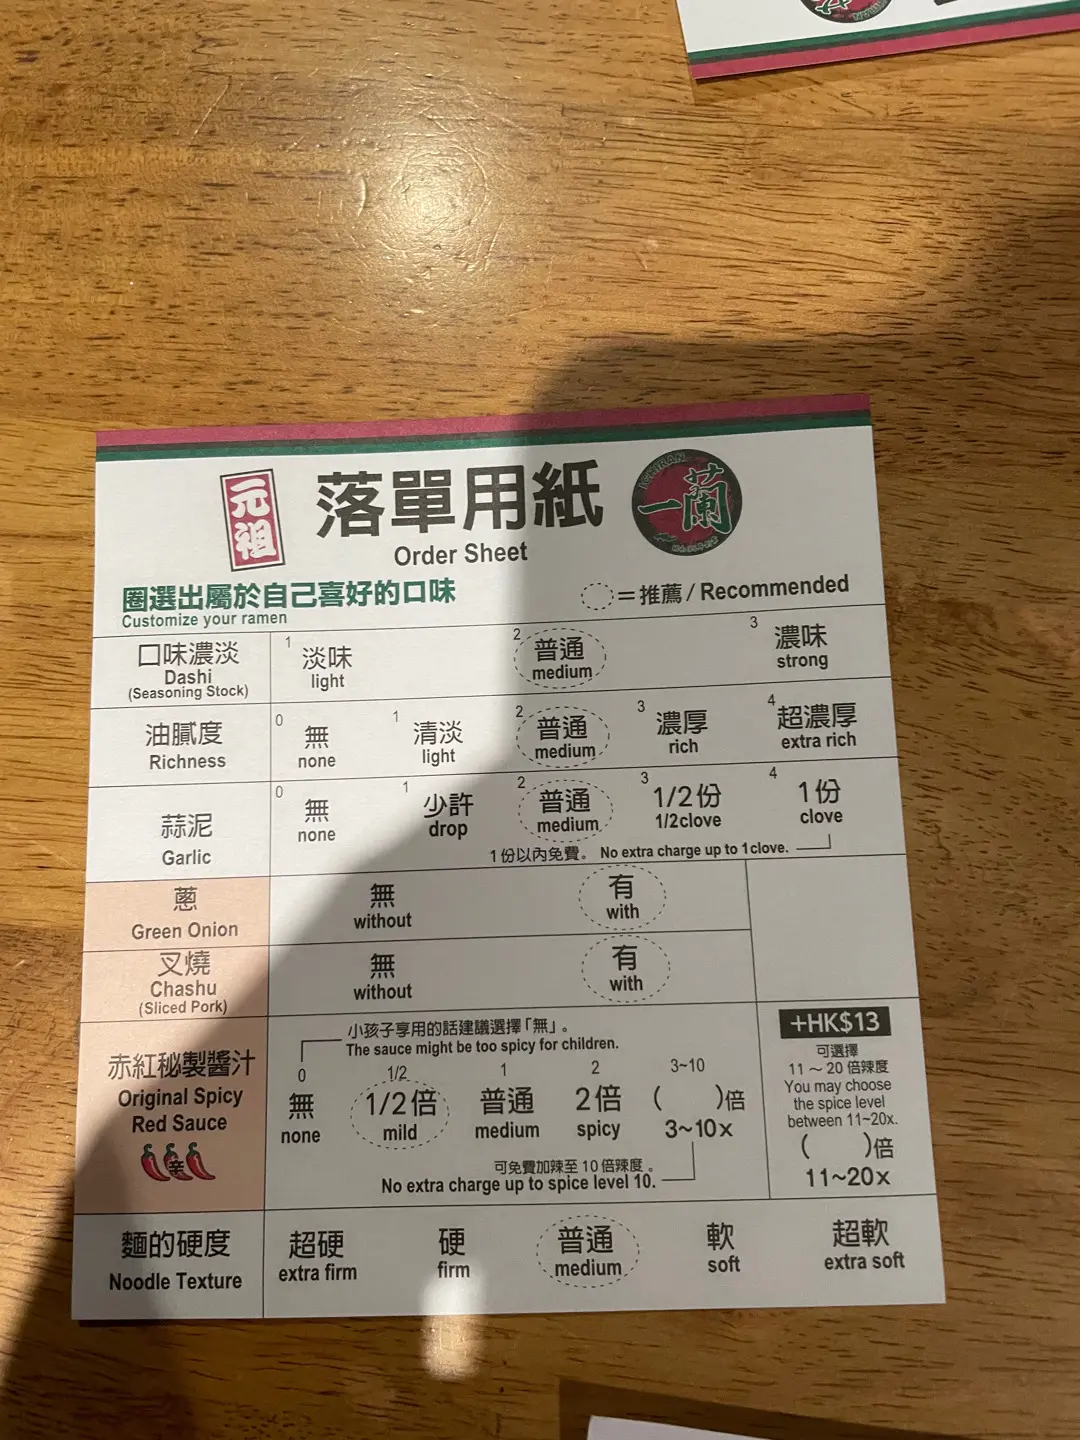 元祖
落單用紙
Order Sheet
ICHIRAN
一蘭
圈選出屬於自己喜好的口味
Customize your ramen
=推薦/Recommended
口味濃淡
Dashi
(Seasoning Stock)
1 淡味
light
2 普通
medium
3 濃味
strong
油膩度
Richness
0 無
none
1 清淡
light
2 普通
medium
3 濃厚
rich
4 超濃厚
extra rich
蒜泥
Garlic
0 無
none
1 少許
drop
2 普通
medium
3 1/2份
1/2clove
4 1份
clove
1份以內免費。 No extra charge up to 1clove.
蔥
Green Onion
無
without
有
with
叉燒
Chashu
(Sliced Pork)
無
without
有
with
赤紅秘製醬汁
Original Spicy
Red Sauce
辛
小孩子享用的話建議選擇「無」。
The sauce might be too spicy for children.
0
無
none
1/2
1/2倍
mild
1
普通
medium
2
2倍
spicy
3~10
( )倍
3~10x
可免費加辣至10倍辣度。
No extra charge up to spice level 10.
+HK$13
可選擇
11～20倍辣度
You may choose
the spice level
between 11~20x.
( )倍
11~20x
麵的硬度
Noodle Texture
超硬
extra firm
硬
firm
普通
medium
軟
soft
超軟
extra soft